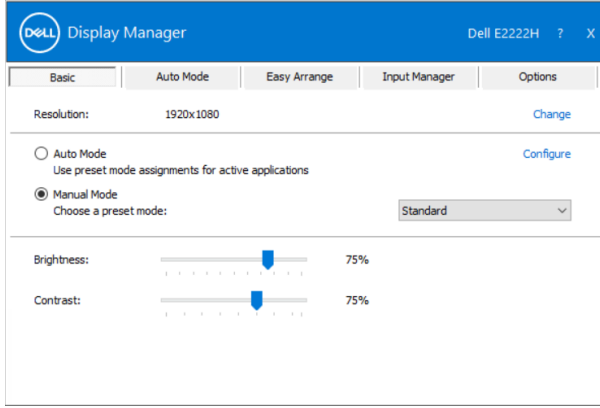 DELL Display Manager Dell E2222H ? X
Basic Auto Mode Easy Arrange Input Manager Options
Resolution: 1920x1080 Change
Auto Mode Configure
Use preset mode assignments for active applications
Manual Mode
Choose a preset mode: Standard
Brightness: 75%
Contrast: 75%